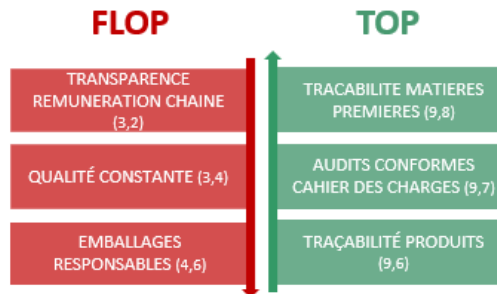 FLOP
TRANSPARENCE
REMUNERATION CHAINE
(3,2)
QUALITÉ CONSTANTE (3,4)
EMBALLAGES
RESPONSABLES (4,6)
TOP
TRACABILITE MATIERES
PREMIERES (9,8)
AUDITS CONFORMES
CAHIER DES CHARGES (9,7)
TRAÇABILITÉ PRODUITS
(9,6)